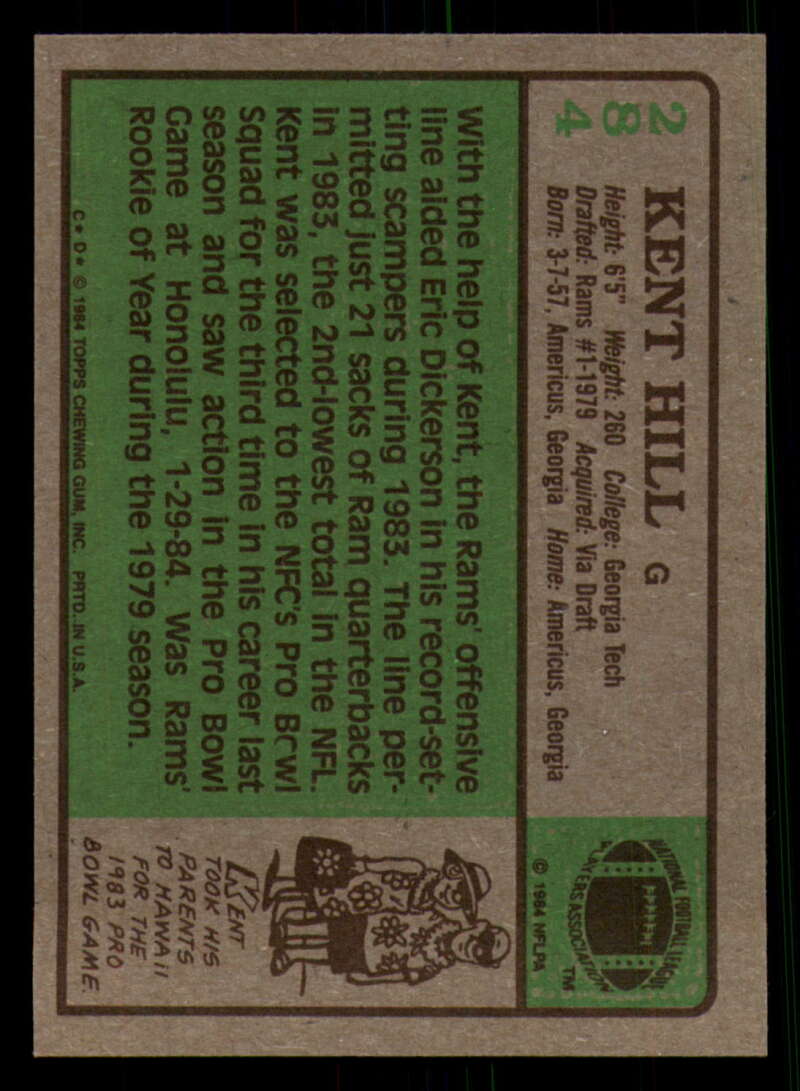 284
KENT HILL G
Height: 6'5" Weight: 260 College: Georgia Tech
Drafted: Rams #1-1979 Acquired: Via Draft
Born: 3-7-57, Americus, Georgia Home: Americus, Georgia
NATIONAL FOOTBALL LEAGUE
PLAYERS ASSOCIATION
TM
© 1984 NFLPA
With the help of Kent, the Rams' offensive
line aided Eric Dickerson in his record-set-
ting scampers during 1983. The line per-
mitted just 21 sacks of Ram quarterbacks
in 1983, the 2nd-lowest total in the NFL.
Kent was selected to the NFC's Pro Bowl
Squad for the third time in his career last
season and saw action in the Pro Bowl
Game at Honolulu, 1-29-84. Was Rams'
Rookie of Year during the 1979 season.
C* D* © 1984 TOPPS CHEWING GUM, INC. PRTD. IN U.S.A.
KENT
TOOK HIS
PARENTS
TO HAWAII
FOR THE
1983 PRO
BOWL GAME.